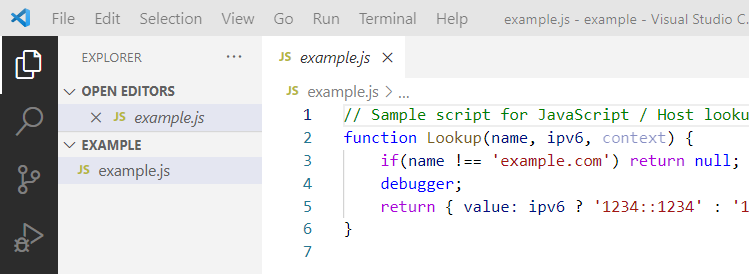 File Edit Selection View Go Run Terminal Help example.js - example - Visual Studio C.
EXPLORER ...
OPEN EDITORS
JS example.js
EXAMPLE
JS example.js
JS example.js
JS example.js > ...
1 // Sample script for JavaScript / Host looku
2 function Lookup(name, ipv6, context) {
3 if(name !== 'example.com') return null;
4 debugger;
5 return { value: ipv6 ? '1234::1234' : '1
6 }
7